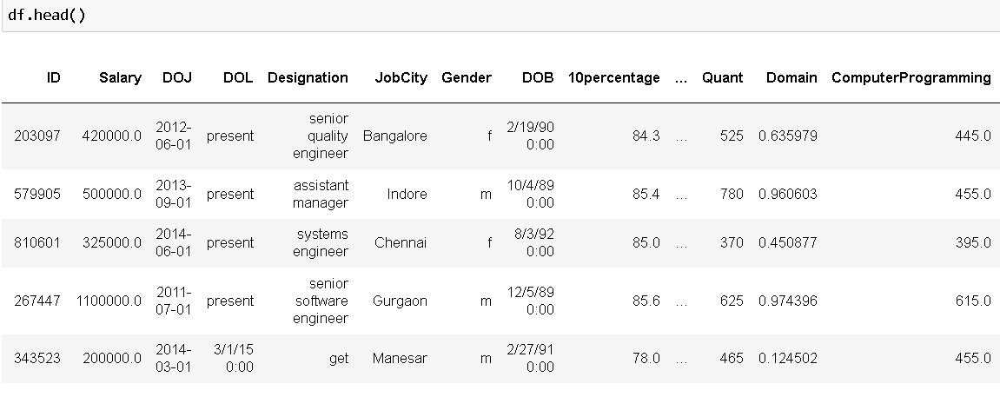 df.head()
ID Salary DOJ DOL Designation JobCity Gender DOB 10percentage ... Quant Domain ComputerProgramming
203097 420000.0 2012-06-01 present senior quality engineer Bangalore f 2/19/90 0:00 84.3 ... 525 0.635979 445.0
579905 500000.0 2013-09-01 present assistant manager Indore m 10/4/89 0:00 85.4 ... 780 0.960603 455.0
810601 325000.0 2014-06-01 present systems engineer Chennai f 8/3/92 0:00 85.0 ... 370 0.450877 395.0
267447 1100000.0 2011-07-01 present senior software engineer Gurgaon m 12/5/89 0:00 85.6 ... 625 0.974396 615.0
343523 200000.0 2014-03-01 3/1/15 0:00 get Manesar m 2/27/91 0:00 78.0 ... 465 0.124502 455.0